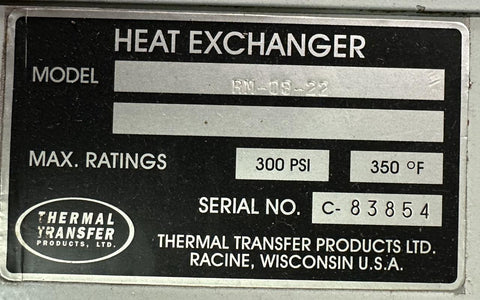 HEAT EXCHANGER
MODEL
MAX. RATINGS 300 PSI 350 °F
SERIAL NO. C- 83854
THERMAL
TRANSFER
PRODUCTS, LTD.
THERMAL TRANSFER PRODUCTS LTD.
RACINE, WISCONSIN U.S.A.